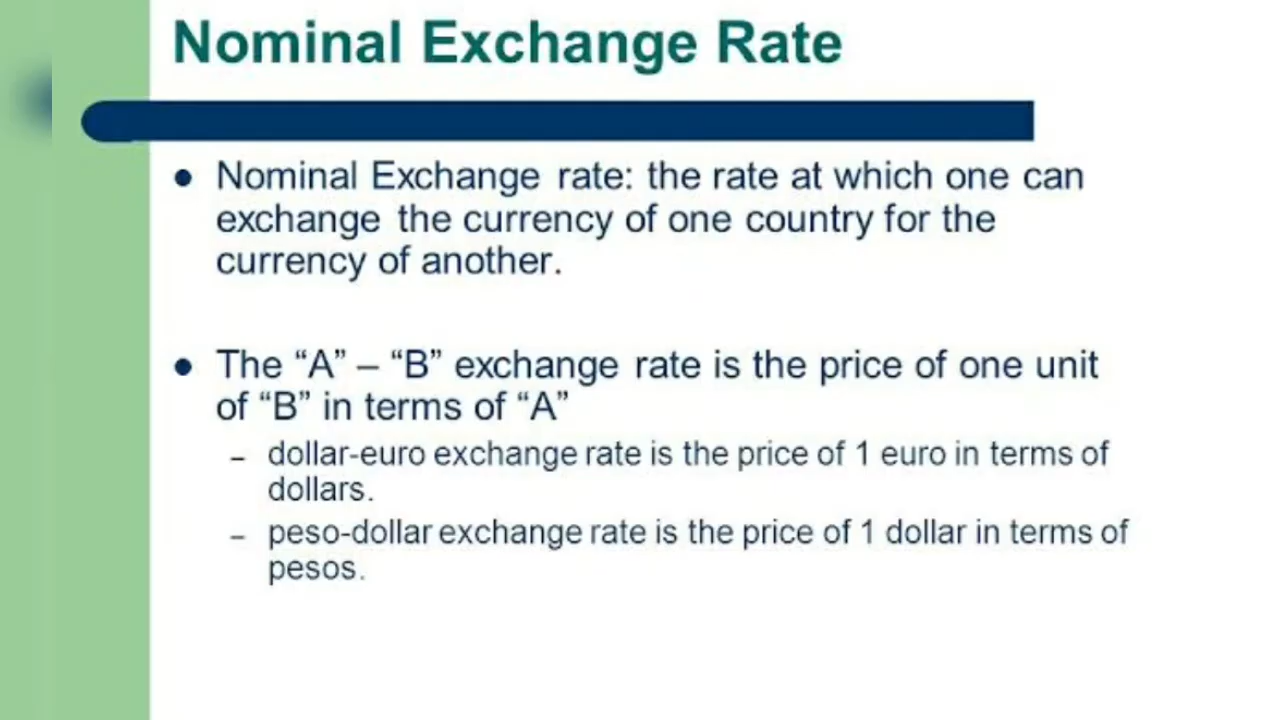 Nominal Exchange Rate
● Nominal Exchange rate: the rate at which one can
exchange the currency of one country for the
currency of another.
● The “A” – “B” exchange rate is the price of one unit
of “B” in terms of “A”
– dollar-euro exchange rate is the price of 1 euro in terms of
dollars.
– peso-dollar exchange rate is the price of 1 dollar in terms of
pesos.